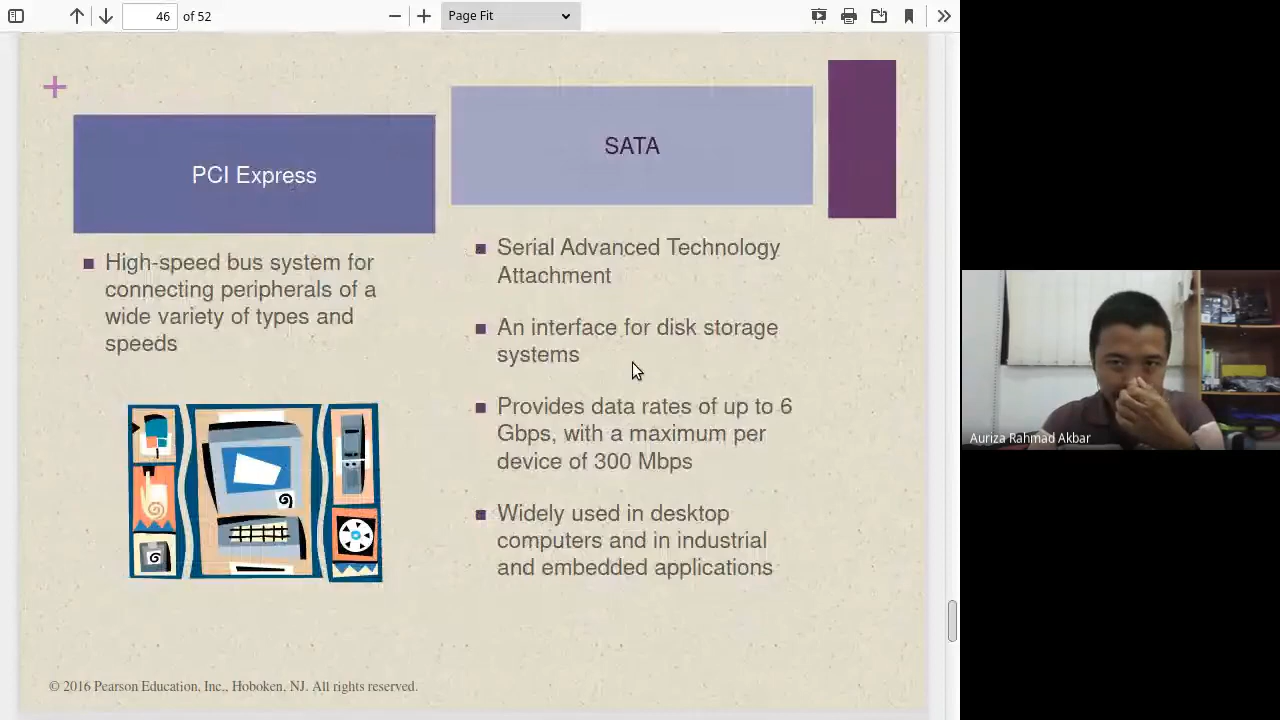 46 of 52
Page Fit
+
PCI Express
SATA
High-speed bus system for
connecting peripherals of a
wide variety of types and
speeds
Serial Advanced Technology
Attachment
An interface for disk storage
systems
Provides data rates of up to 6
Gbps, with a maximum per
device of 300 Mbps
Widely used in desktop
computers and in industrial
and embedded applications
© 2016 Pearson Education, Inc., Hoboken, NJ. All rights reserved.
Auriza Rahmad Akbar